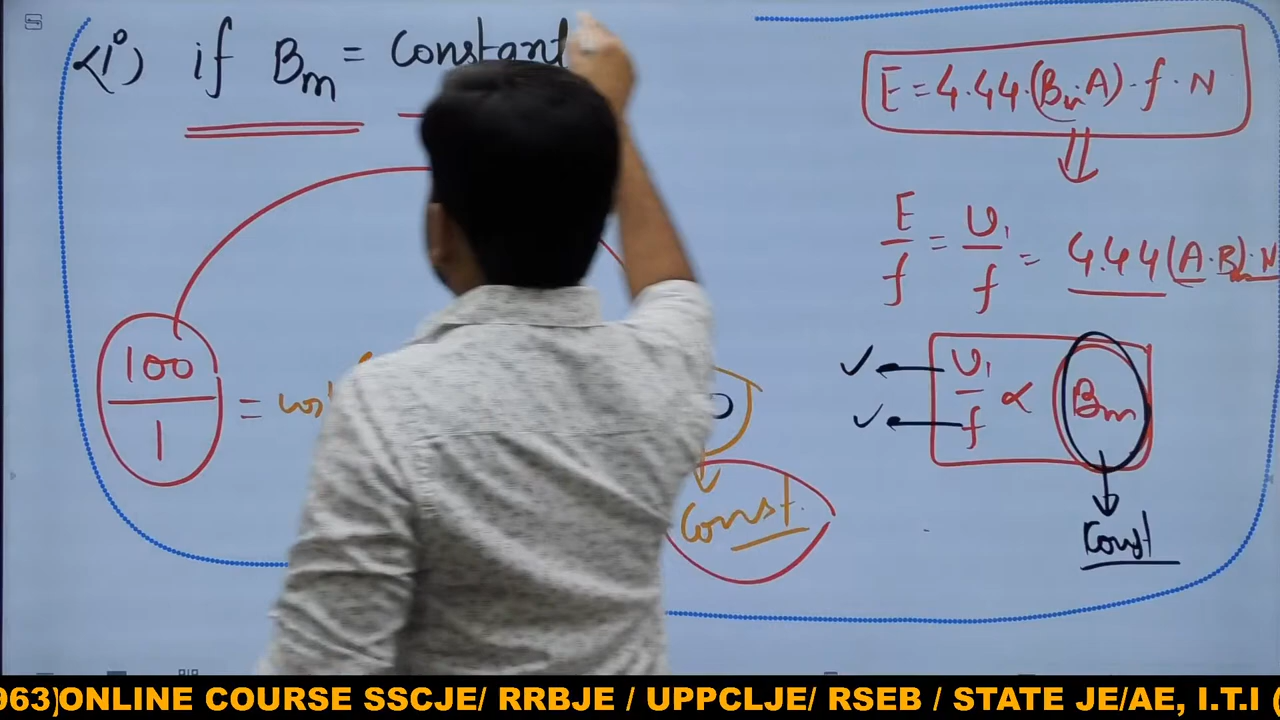 (i) if Bm = Constant
E = 4.44 (Bm.A) . f . N
E/f = V1/f = 4.44 (A.Bm).N
V1/f ∝ Bm
Const
100/1 =
Const.
963)ONLINE COURSE SSCJE/ RRBJE / UPPCLJE/ RSEB / STATE JE/AE, I.T.I (